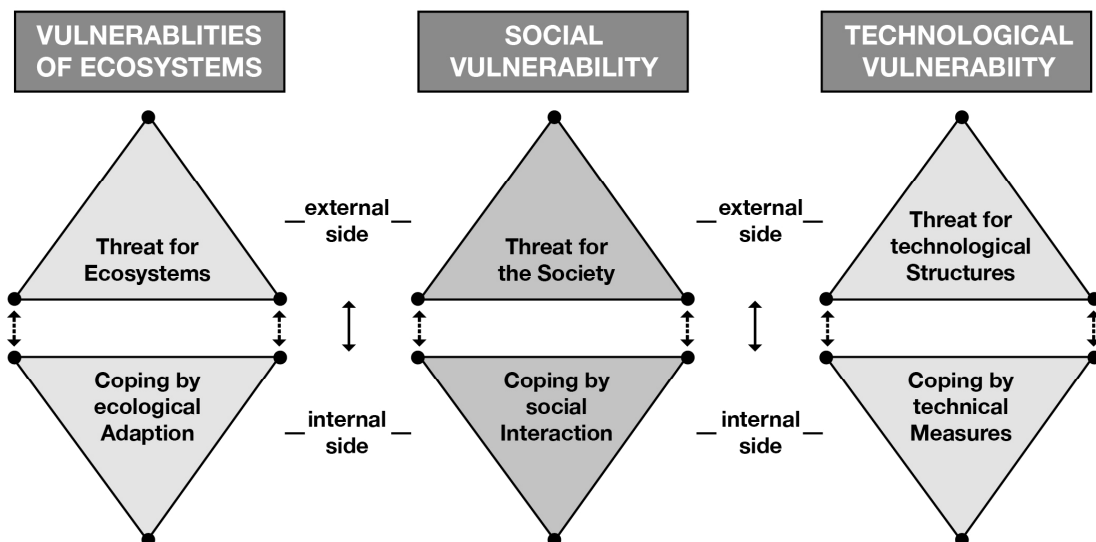 VULNERABLITIES
OF ECOSYSTEMS
SOCIAL
VULNERABILITY
TECHNOLOGICAL
VULNERABIITY
Threat for
Ecosystems
external
side
Threat for
the Society
external
side
Threat for
technological
Structures
Coping by
ecological
Adaption
internal
side
Coping by
social
Interaction
internal
side
Coping by
technical
Measures